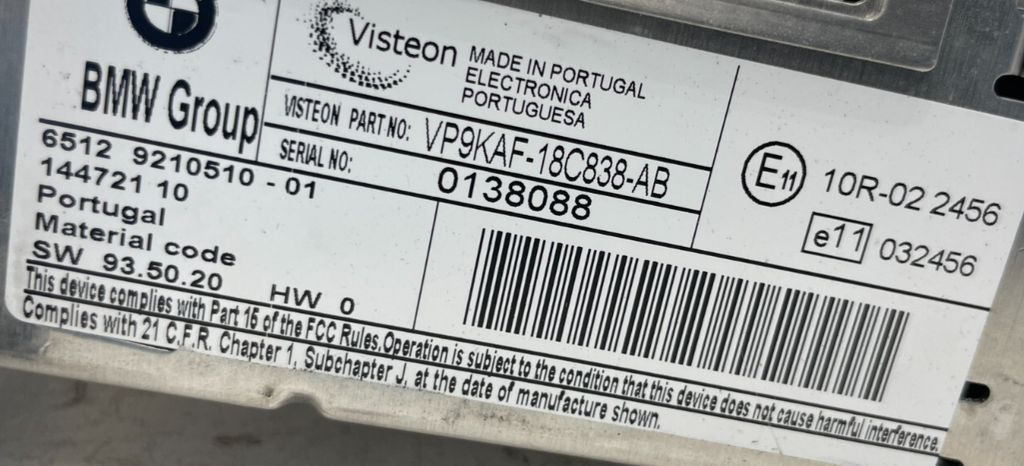 BMW Group
Visteon
MADE IN PORTUGAL
ELECTRONICA
PORTUGUESA
VISTEON PART NO: VP9KAF-18C838-AB
SERIAL NO: 0138088
E11 10R-02 2456
e11 032456
6512 9210510 - 01
144721 10
Portugal
Material code
SW 93.50.20 HW 0
This device complies with Part 15 of the FCC Rules.Operation is subject to the condition that this device does not cause harmful interference.
Complies with 21 C.F.R. Chapter 1, Subchapter J, at the date of manufacture shown.